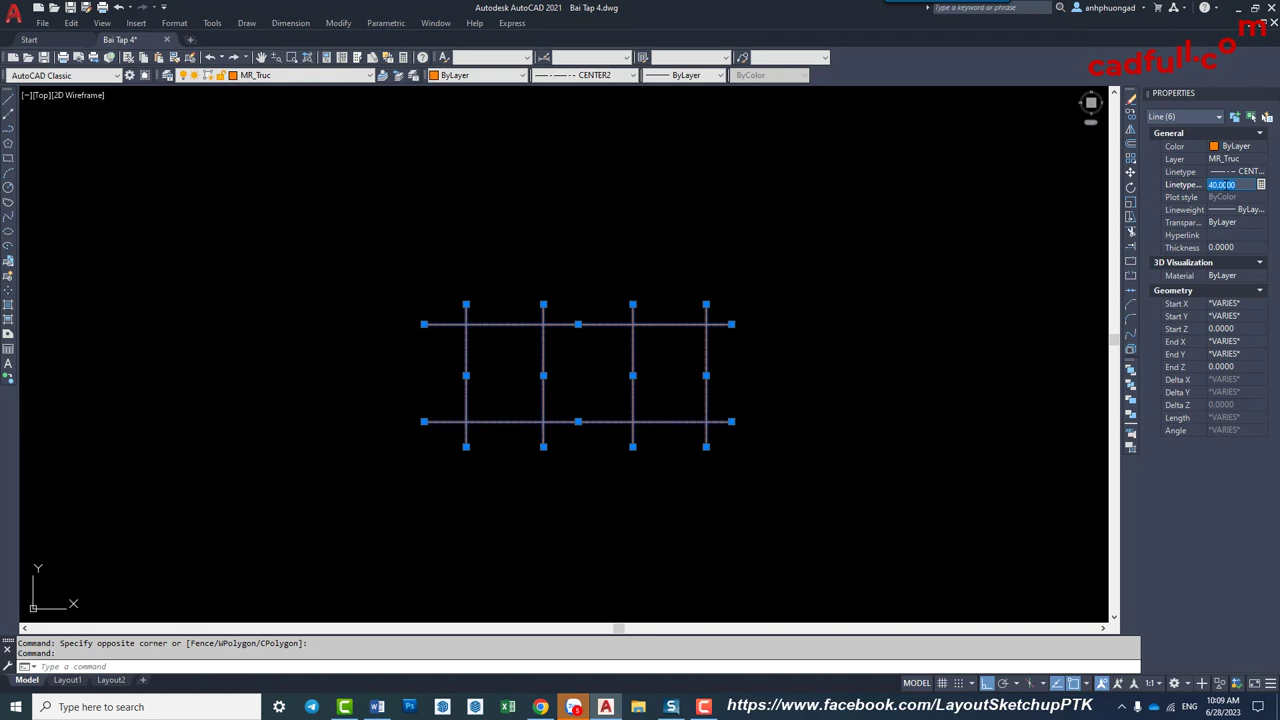 Autodesk AutoCAD 2021 Bai Tap 4.dwg
Type a keyword or phrase
anhphuongad
File Edit View Insert Format Tools Draw Dimension Modify Parametric Window Express Help
Start Bai Tap 4*
cadfull.com
AutoCAD Classic MR_Truc ByLayer CENTER2 ByLayer ByColor
[−][Top][2D Wireframe]
PROPERTIES
Line (6)
General
Color ByLayer
Layer MR_Truc
Linetype CENT...
Linetype... 40.0000
Plot style ByColor
Lineweight ByLay...
Transpar... ByLayer
Hyperlink
Thickness 0.0000
3D Visualization
Material ByLayer
Geometry
Start X *VARIES*
Start Y *VARIES*
Start Z 0.0000
End X *VARIES*
End Y *VARIES*
End Z 0.0000
Delta X *VARIES*
Delta Y *VARIES*
Delta Z 0.0000
Length *VARIES*
Angle *VARIES*
Y
X
Command: Specify opposite corner or [Fence/WPolygon/CPolygon]:
Command:
Type a command
Model Layout1 Layout2 +
MODEL 1:1
Type here to search
https://www.facebook.com/LayoutSketchupPTK
ENG
10:09 AM
6/28/2023